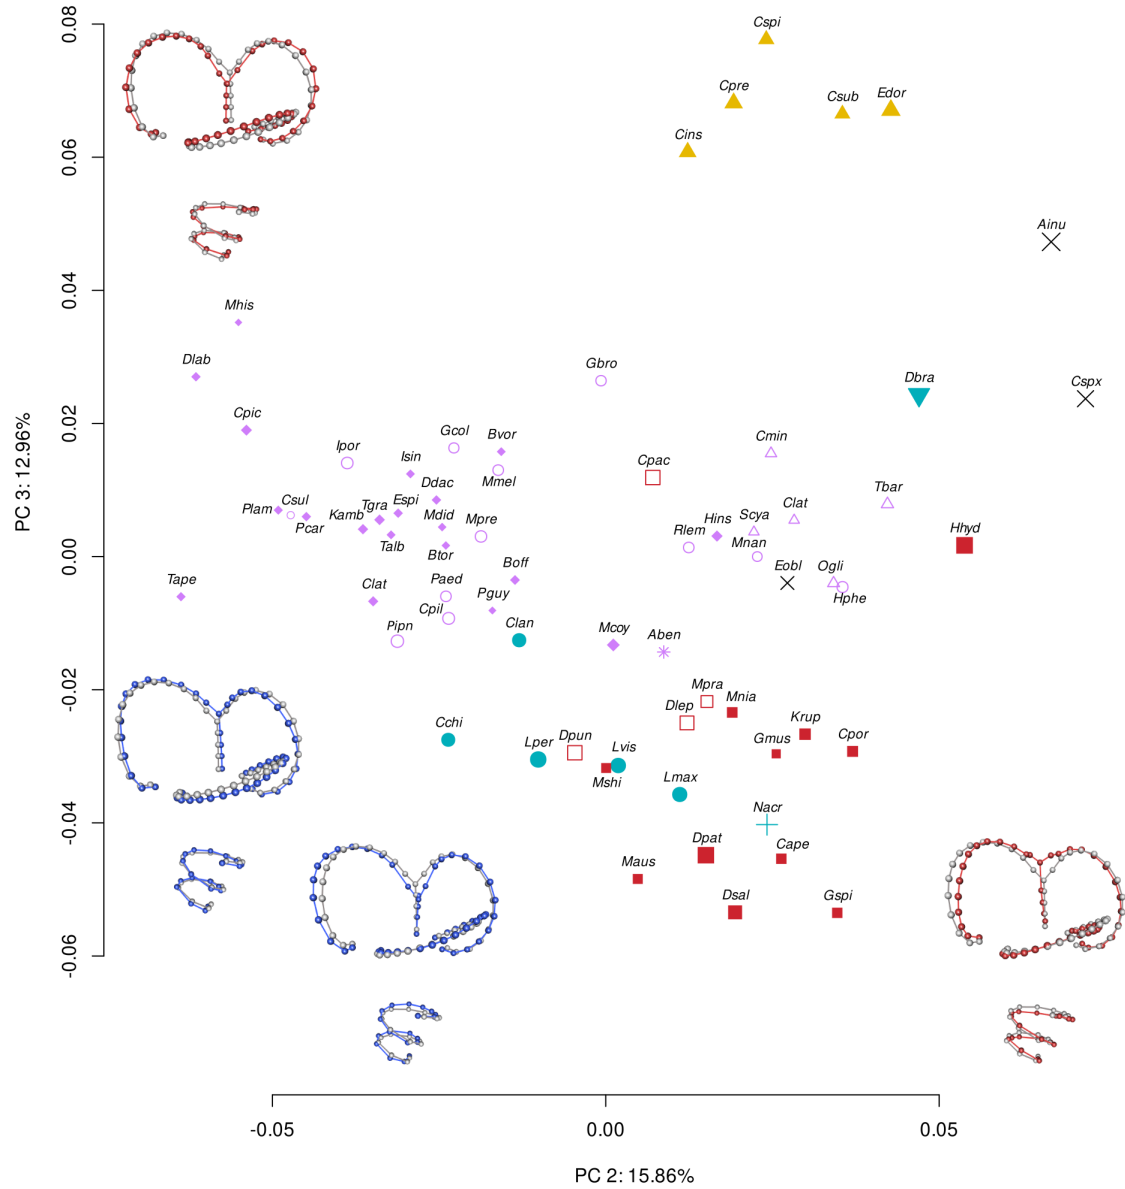 0.08
0.06
0.04
0.02
0.00
-0.02
-0.04
-0.06
PC 3: 12.96%
Cspi
Cpre
Csub
Edor
Cins
Ainu
Mhis
Dlab
Gbro
Dbra
Cspx
Cpic
Gcol
Bvor
Cmin
Ipor
Isin
Mmel
Cpac
Ddac
Tbar
Plam
Csul
Pcar
Kamb
Tgra
Espi
Mdid
Mpre
Clat
Scya
Hins
Rlem
Mnan
Hhyd
Talb
Btor
Eobl
Ogli
Hphe
Tape
Clat
Paed
Boff
Pguy
Cpil
Pipn
Clan
Mcoy
Aben
Mpra
Mnia
Dlep
Krup
Cchi
Lper
Dpun
Lvis
Mshi
Gmus
Cpor
Lmax
Nacr
Dpat
Cape
Maus
Dsal
Gspi
-0.05
0.00
0.05
PC 2: 15.86%